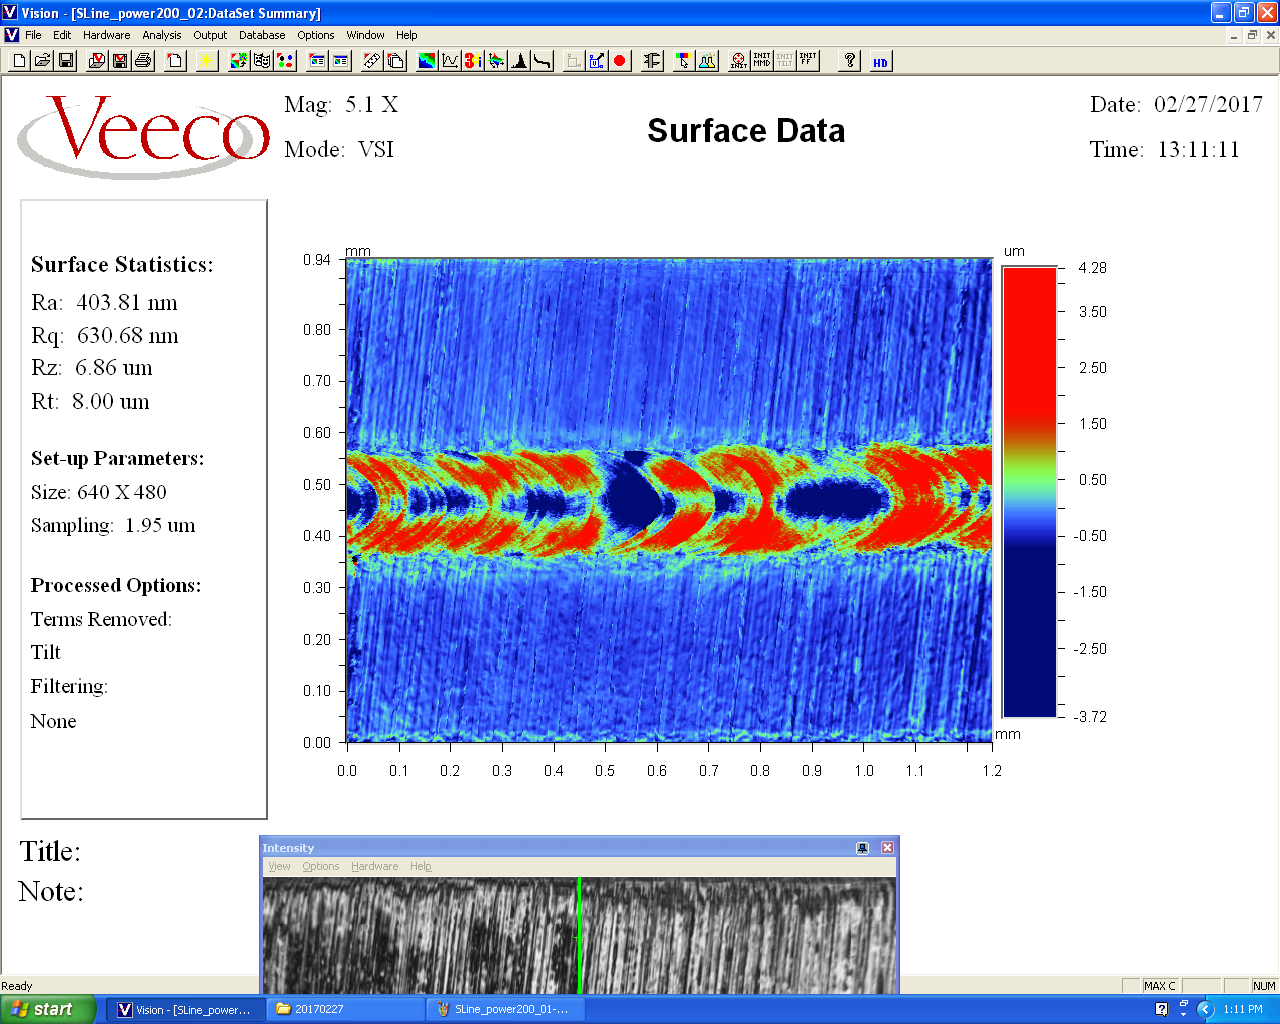 Vision - [SLine_power200_02:DataSet Summary]
File Edit Hardware Analysis Output Database Options Window Help
INIT INIT MMD INIT TILT INIT FF ? HD
Veeco
Mag: 5.1 X
Mode: VSI
Surface Data
Date: 02/27/2017
Time: 13:11:11
Surface Statistics:
Ra: 403.81 nm
Rq: 630.68 nm
Rz: 6.86 um
Rt: 8.00 um
Set-up Parameters:
Size: 640 X 480
Sampling: 1.95 um
Processed Options:
Terms Removed:
Tilt
Filtering:
None
mm
0.94
0.80
0.70
0.60
0.50
0.40
0.30
0.20
0.10
0.00
0.0 0.1 0.2 0.3 0.4 0.5 0.6 0.7 0.8 0.9 1.0 1.1 1.2
mm
um
4.28
3.50
2.50
1.50
0.50
-0.50
-1.50
-2.50
-3.72
Title:
Note:
Intensity
View Options Hardware Help
Ready
MAX C NUM
start
Vision - [SLine_power...
20170227
SLine_power200_01-...
1:11 PM